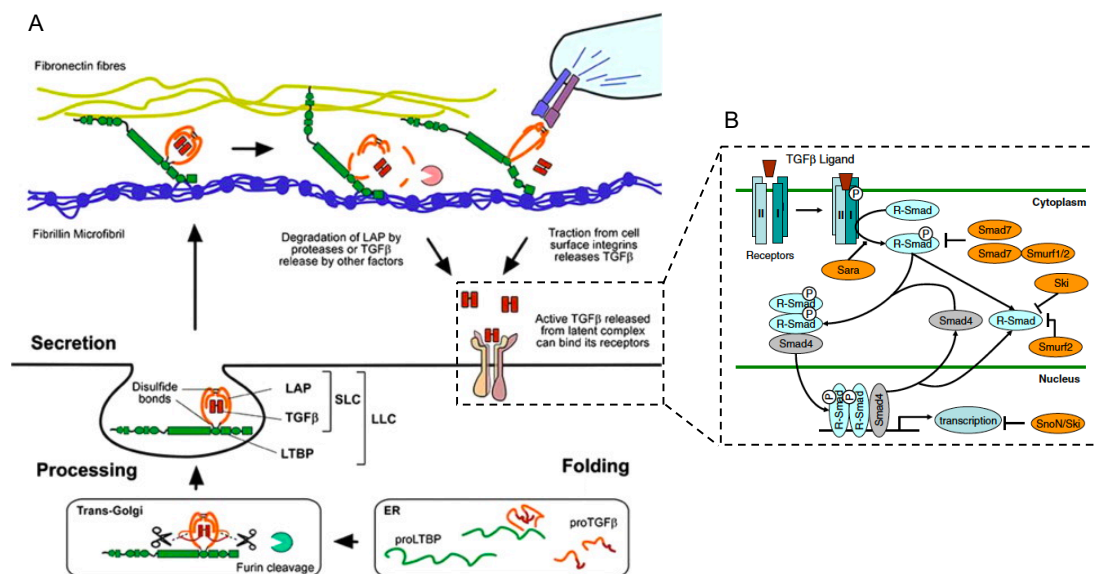 A
Fibronectin fibres
Fibrillin Microfibril
Degradation of LAP by
proteases or TGFβ
release by other factors
Traction from cell
surface integrins
releases TGFβ
Active TGFβ released
from latent complex
can bind its receptors
Secretion
Disulfide
bonds
LAP
TGFβ
LTBP
SLC
LLC
Processing
Folding
Trans-Golgi
Furin cleavage
ER
proLTBP
proTGFβ
B
TGFβ Ligand
Cytoplasm
II
I
II
I
P
Receptors
R-Smad
P
R-Smad
Smad7
Smad7
Smurf1/2
Sara
Ski
P
R-Smad
P
R-Smad
Smad4
Smad4
R-Smad
Smurf2
Nucleus
P
R-Smad
P
R-Smad
Smad4
transcription
SnoN/Ski